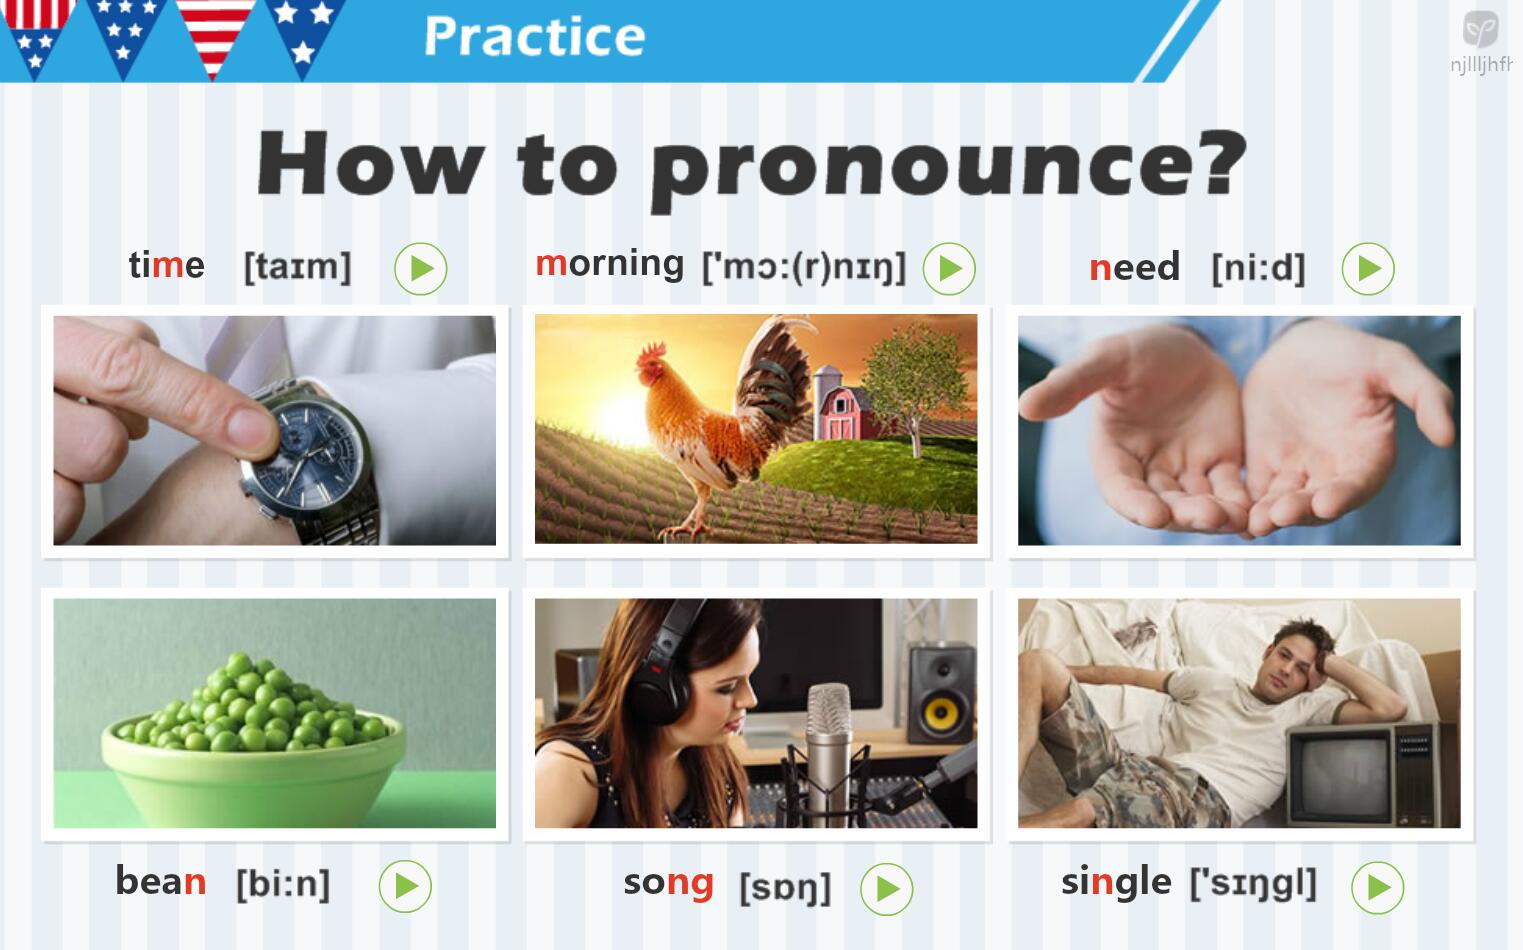 Practice
njllljhfh
How to pronounce?
time [taɪm]
morning ['mɔ:(r)nɪŋ]
need [ni:d]
bean [bi:n]
song [sɒŋ]
single ['sɪŋgl]